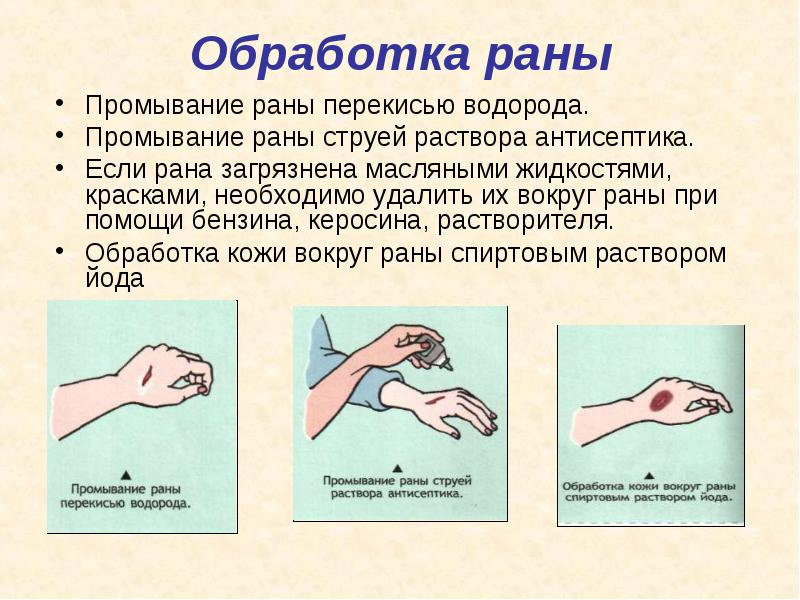 Обработка раны
• Промывание раны перекисью водорода.
• Промывание раны струей раствора антисептика.
• Если рана загрязнена масляными жидкостями,
красками, необходимо удалить их вокруг раны при
помощи бензина, керосина, растворителя.
• Обработка кожи вокруг раны спиртовым раствором
йода
Промывание раны
перекисью водорода.
Промывание раны струей
раствора антисептика.
Обработка кожи вокруг раны
спиртовым раствором йода.